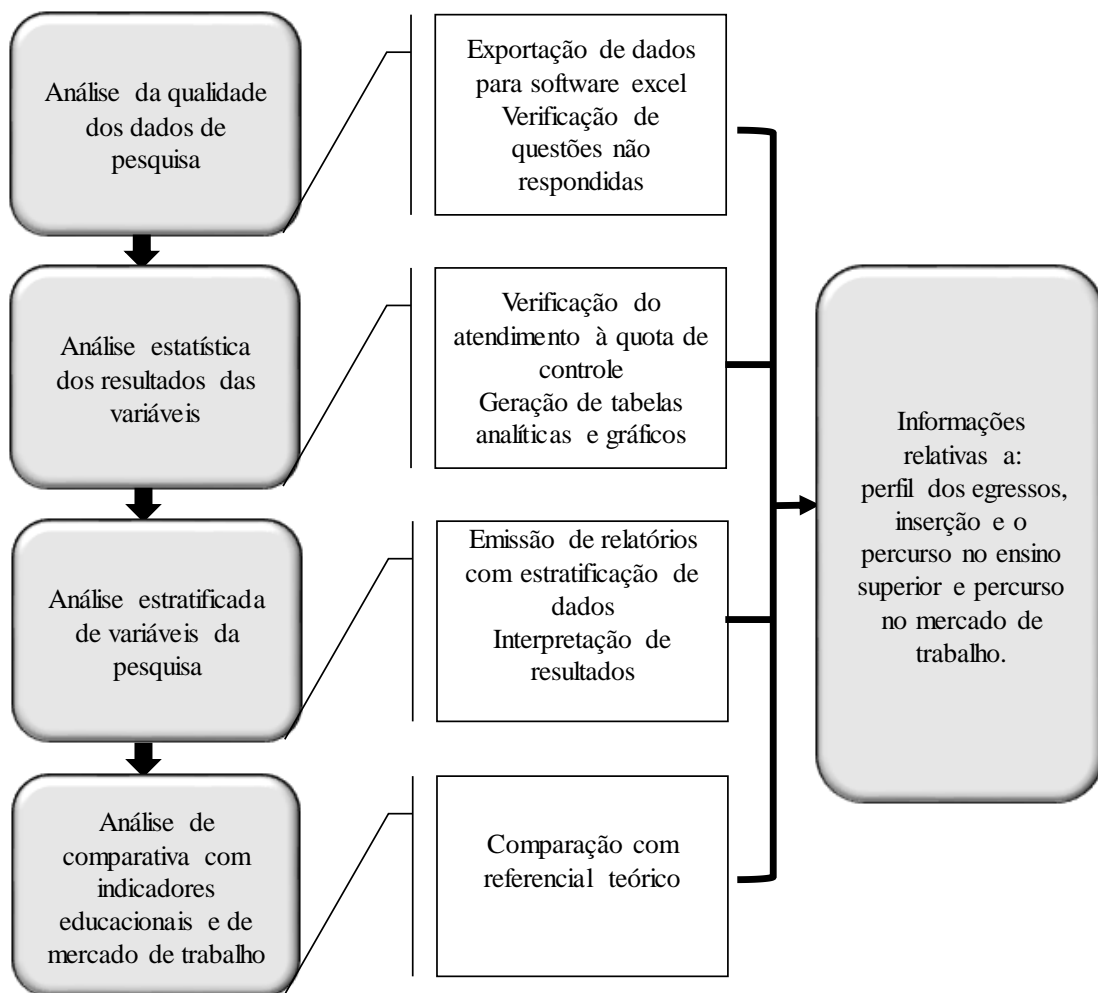 Análise da qualidade
dos dados de
pesquisa
Exportação de dados
para software excel
Verificação de
questões não
respondidas
Análise estatística
dos resultados das
variáveis
Verificação do
atendimento à quota de
controle
Geração de tabelas
analíticas e gráficos
Análise estratificada
de variáveis da
pesquisa
Emissão de relatórios
com estratificação de
dados
Interpretação de
resultados
Análise de
comparativa com
indicadores
educacionais e de
mercado de trabalho
Comparação com
referencial teórico
Informações
relativas a:
perfil dos egressos,
inserção e o
percurso no ensino
superior e percurso
no mercado de
trabalho.